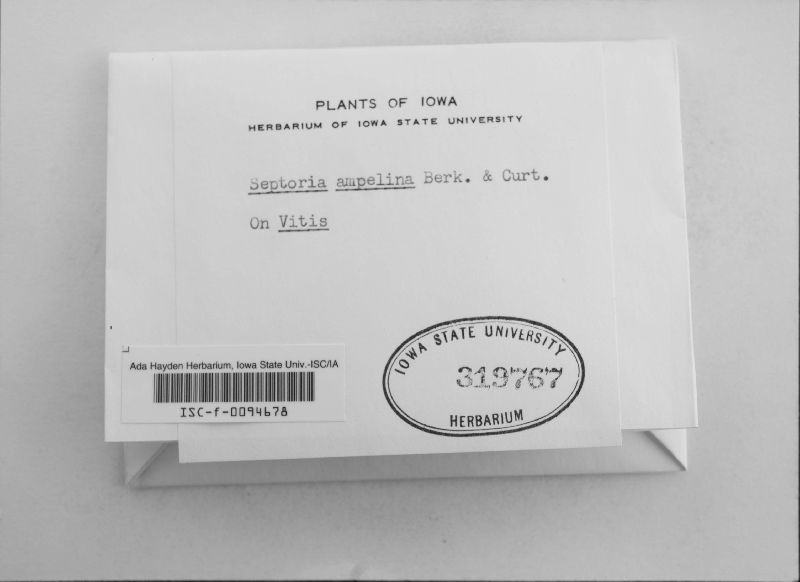 PLANTS OF IOWA
HERBARIUM OF IOWA STATE UNIVERSITY
Septoria ampelina Berk. & Curt.
On Vitis
IOWA STATE UNIVERSITY
319767
HERBARIUM
Ada Hayden Herbarium, Iowa State Univ.-ISC/IA
ISC-f-0094678